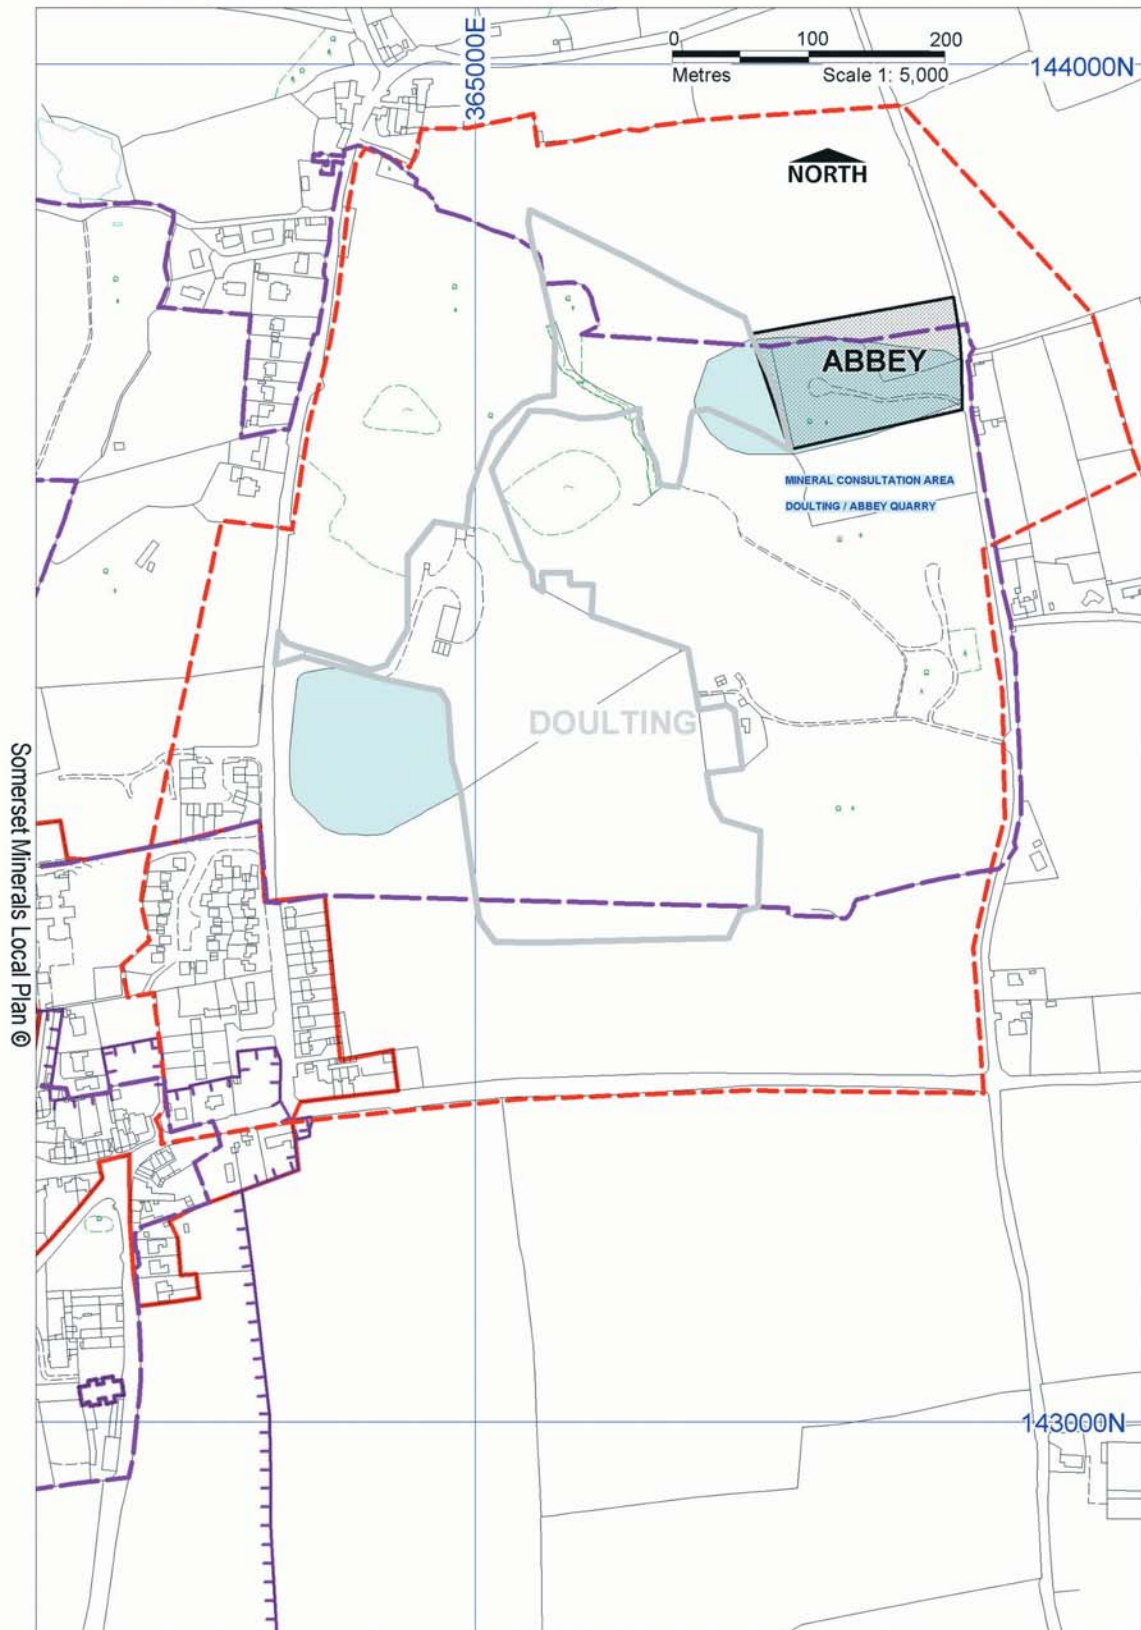 0 100 200
Metres Scale 1: 5,000
365000E
144000N
NORTH
ABBEY
MINERAL CONSULTATION AREA
DOULTING / ABBEY QUARRY
DOULTING
Somerset Minerals Local Plan ©
143000N